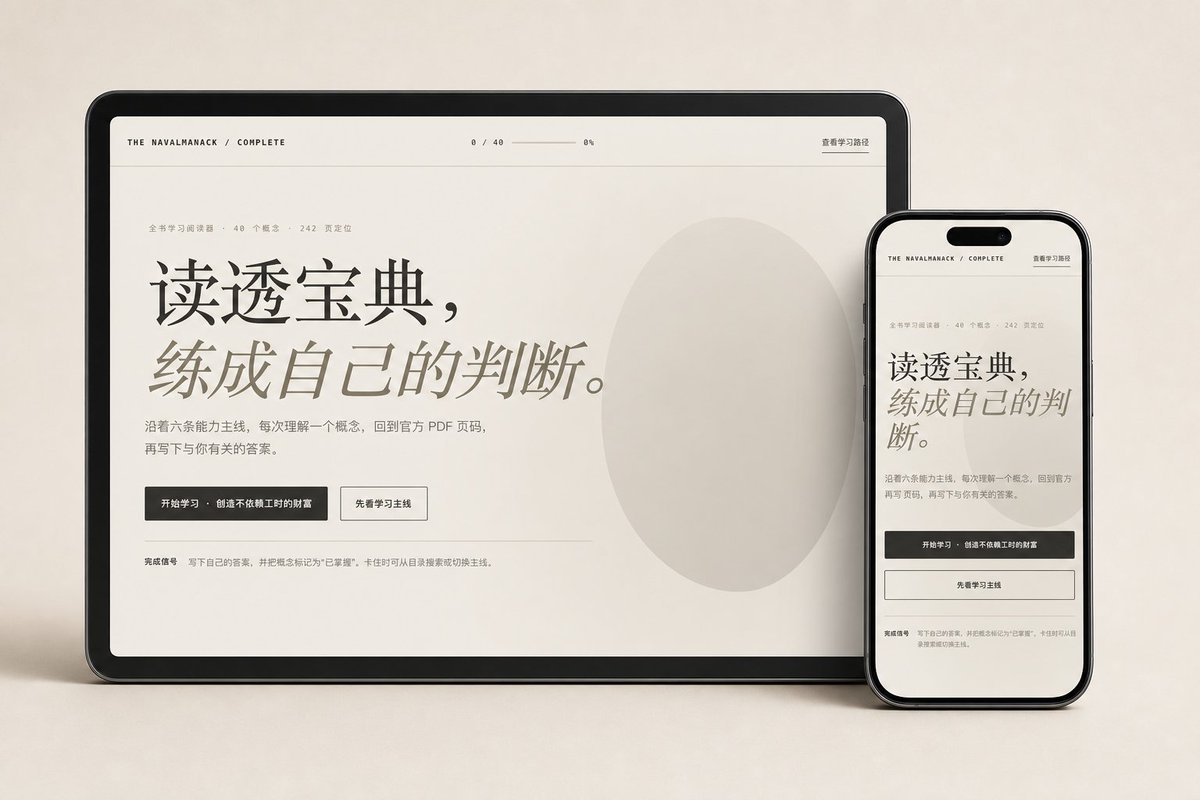 THE NAVALMANACK / COMPLETE
0 / 40
0%
查看学习路径
全书学习阅读器 · 40 个概念 · 242 页定位
读透宝典，
练成自己的判断。
沿着六条能力主线，每次理解一个概念，回到官方 PDF 页码，
再写下与你有关的答案。
开始学习 · 创造不依赖工时的财富
先看学习主线
完成信号
写下自己的答案，并把概念标记为“已掌握”。卡住时可从目录搜索或切换主线。
THE NAVALMANACK / COMPLETE
查看学习路径
全书学习阅读器 · 40 个概念 · 242 页定位
读透宝典，
练成自己的判
断。
沿着六条能力主线，每次理解一个概念，回到官方
再写页码，再写下与你有关的答案。
开始学习 · 创造不依赖工时的财富
先看学习主线
完成信号
写下自己的答案，并把概念标记为“已掌握”。卡住时可从目
录搜索或切换主线。